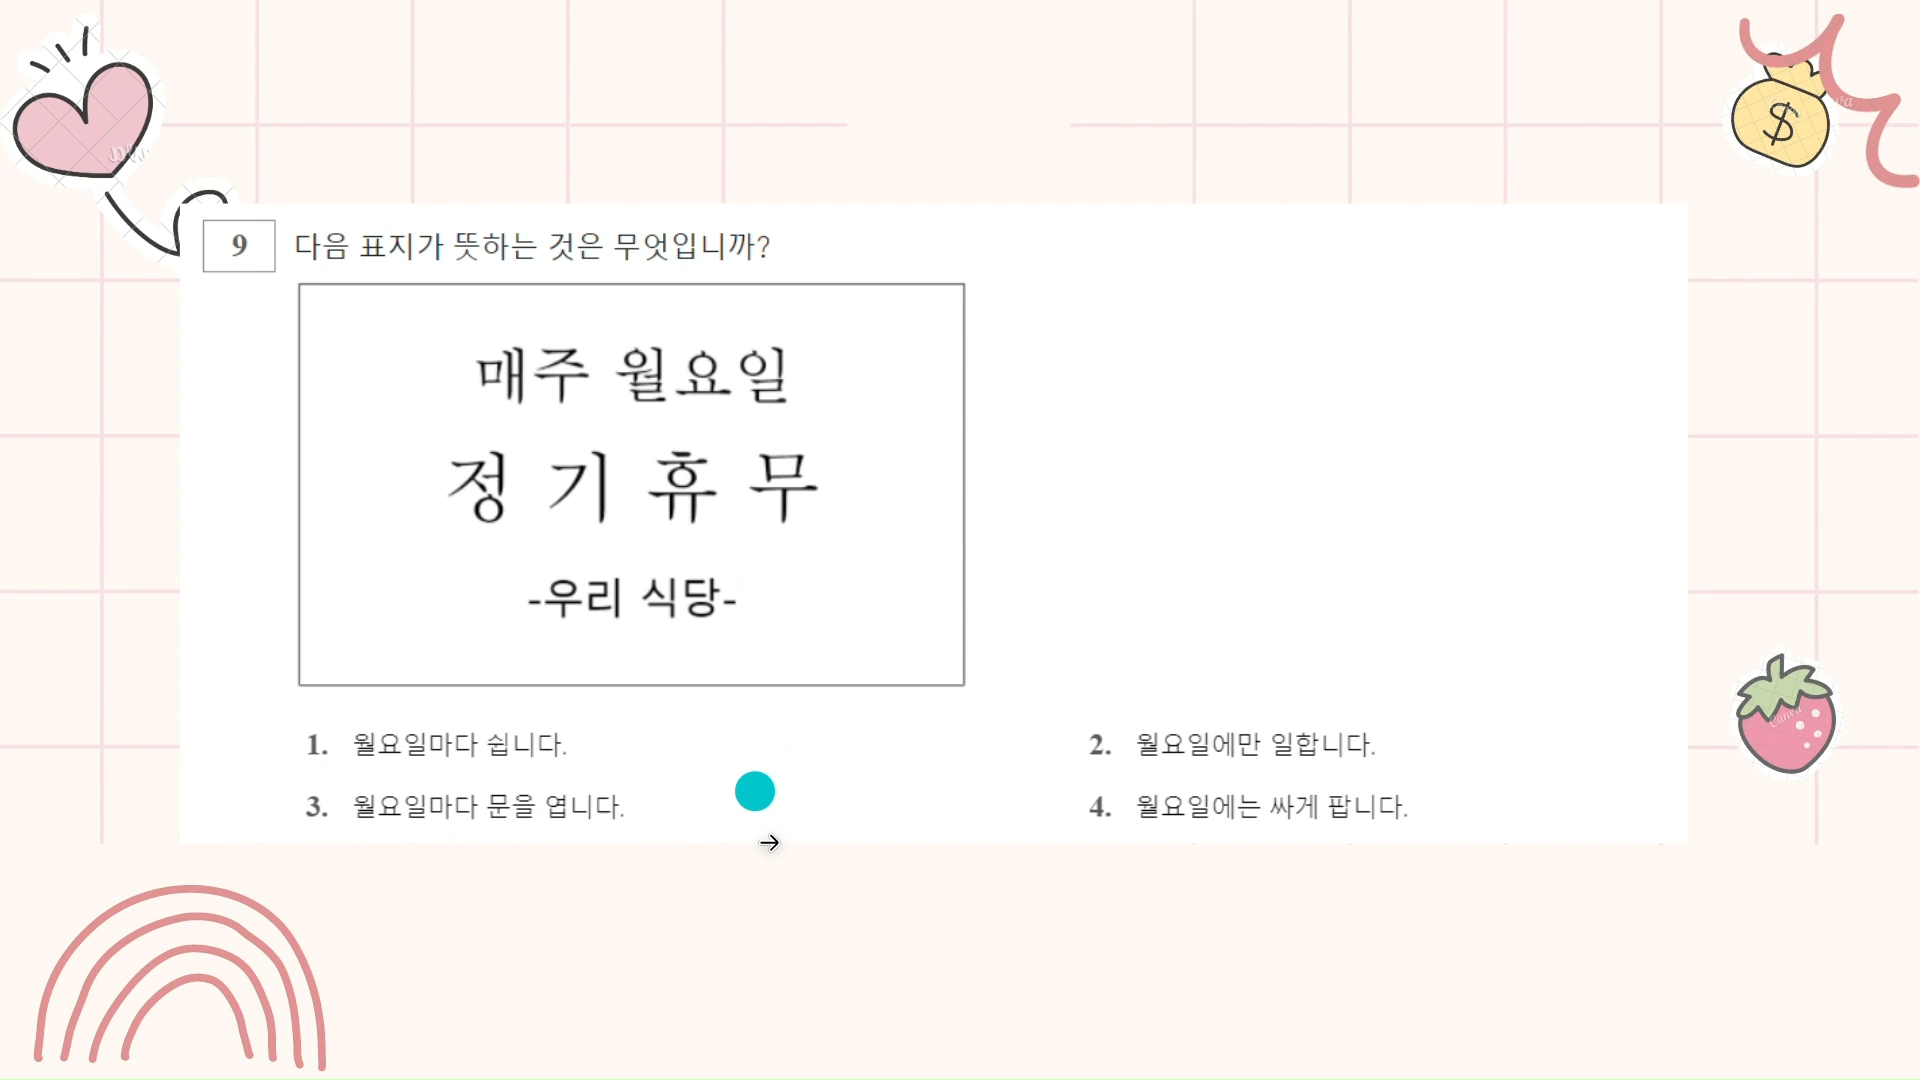 9 다음 표지가 뜻하는 것은 무엇입니까?
매주 월요일
정 기 휴 무
-우리 식당-
1. 월요일마다 쉽니다.
2. 월요일에만 일합니다.
3. 월요일마다 문을 엽니다.
4. 월요일에는 싸게 팝니다.
$
Canva